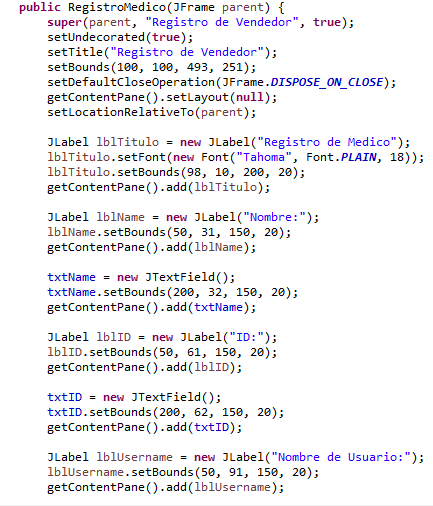 public RegistroMedico(JFrame parent) {
super(parent, "Registro de Vendedor", true);
setUndecorated(true);
setTitle("Registro de Vendedor");
setBounds(100, 100, 493, 251);
setDefaultCloseOperation(JFrame.DISPOSE_ON_CLOSE);
getContentPane().setLayout(null);
setLocationRelativeTo(parent);

JLabel lblTitulo = new JLabel("Registro de Medico");
lblTitulo.setFont(new Font("Tahoma", Font.PLAIN, 18));
lblTitulo.setBounds(98, 10, 200, 20);
getContentPane().add(lblTitulo);

JLabel lblName = new JLabel("Nombre:");
lblName.setBounds(50, 31, 150, 20);
getContentPane().add(lblName);

txtName = new JTextField();
txtName.setBounds(200, 32, 150, 20);
getContentPane().add(txtName);

JLabel lblID = new JLabel("ID:");
lblID.setBounds(50, 61, 150, 20);
getContentPane().add(lblID);

txtID = new JTextField();
txtID.setBounds(200, 62, 150, 20);
getContentPane().add(txtID);

JLabel lblUsername = new JLabel("Nombre de Usuario:");
lblUsername.setBounds(50, 91, 150, 20);
getContentPane().add(lblUsername);